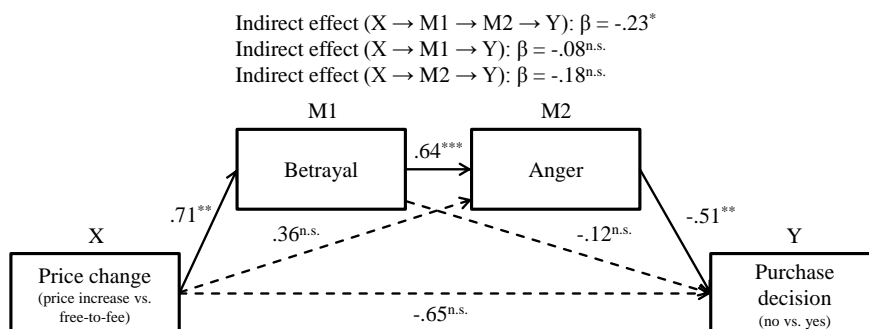 Indirect effect (X → M1 → M2 → Y): β = -.23*
Indirect effect (X → M1 → Y): β = -.08n.s.
Indirect effect (X → M2 → Y): β = -.18n.s.
M1
M2
Betrayal
.64***
Anger
.71**
.36n.s.
-.12n.s.
-.51**
X
Y
Price change
(price increase vs.
free-to-fee)
-.65n.s.
Purchase
decision
(no vs. yes)